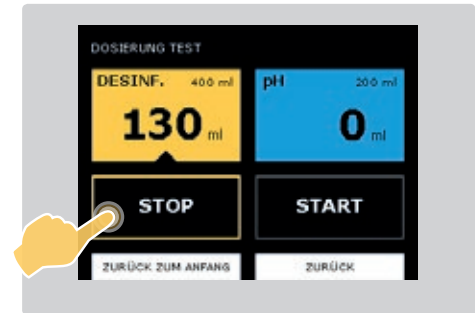 DOSIERUNG TEST
DESINF. 400 ml
130 ml
pH 200 ml
0 ml
STOP
START
ZURÜCK ZUM ANFANG
ZURÜCK